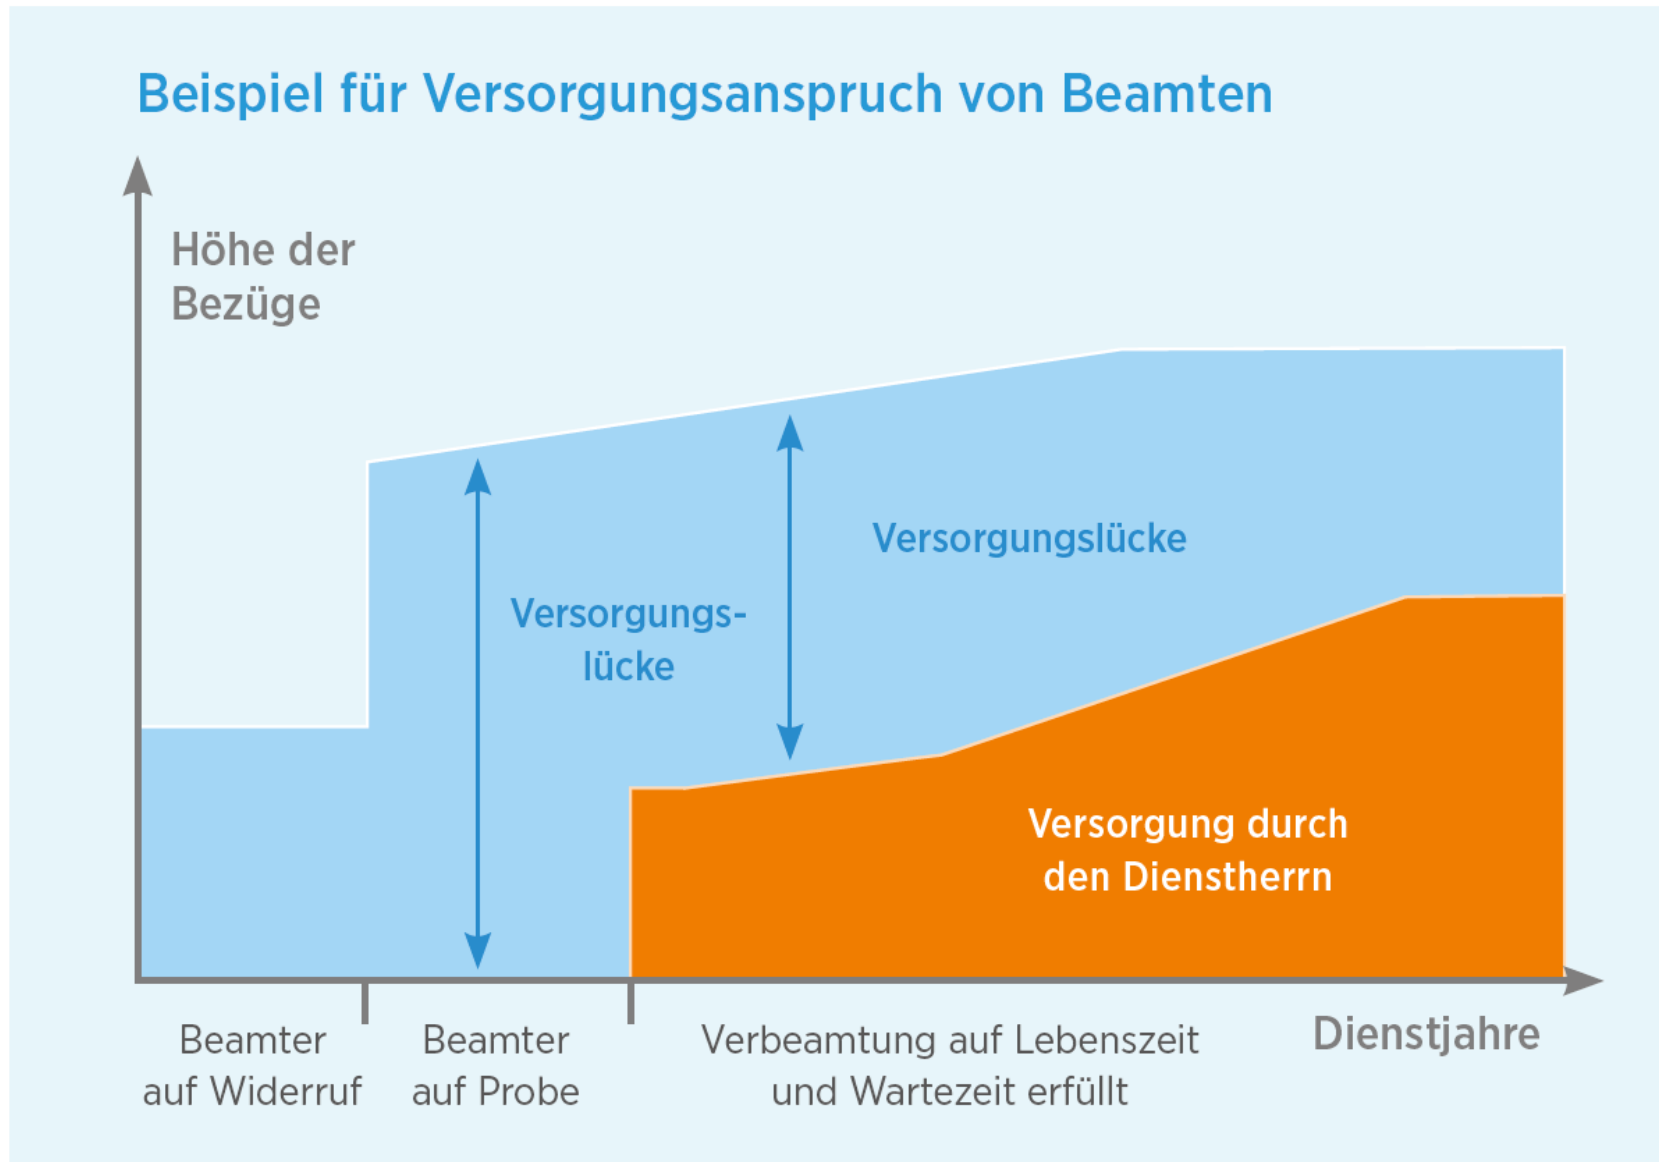 Beispiel für Versorgungsanspruch von Beamten
Höhe der
Bezüge
Versorgungslücke
Versorgungs-
lücke
Versorgung durch
den Dienstherrn
Beamter
auf Widerruf
Beamter
auf Probe
Verbeamtung auf Lebenszeit
und Wartezeit erfüllt
Dienstjahre